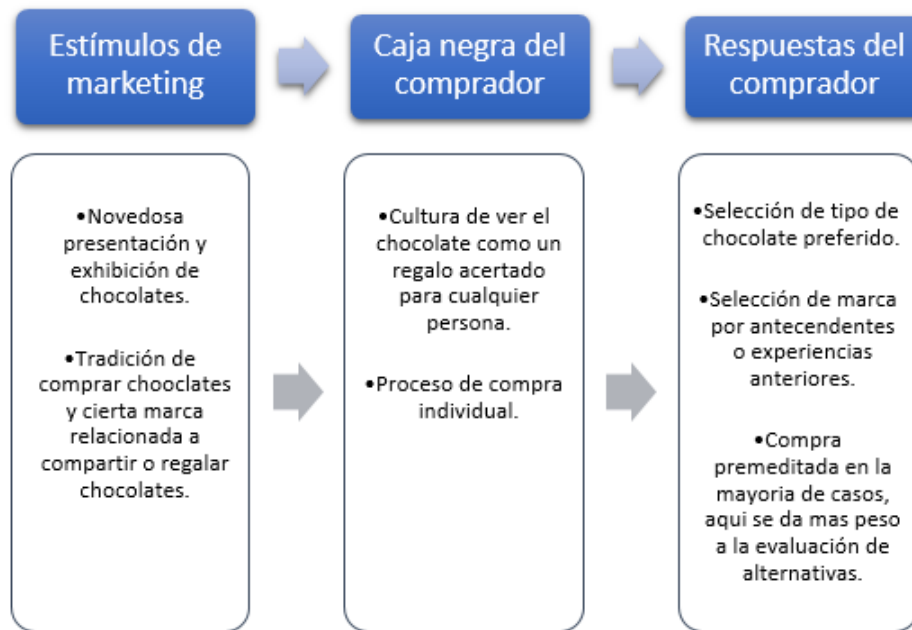 Estímulos de
marketing
Caja negra del
comprador
Respuestas del
comprador
•Novedosa
presentación y
exhibición de
chocolates.
•Tradición de
comprar chooclates
y cierta marca
relacionada a
compartir o regalar
chocolates.
•Cultura de ver el
chocolate como un
regalo acertado
para cualquier
persona.
•Proceso de compra
individual.
•Selección de tipo de
chocolate preferido.
•Selección de marca
por antecendentes
o experiencias
anteriores.
•Compra
premeditada en la
mayoria de casos,
aqui se da mas peso
a la evaluación de
alternativas.